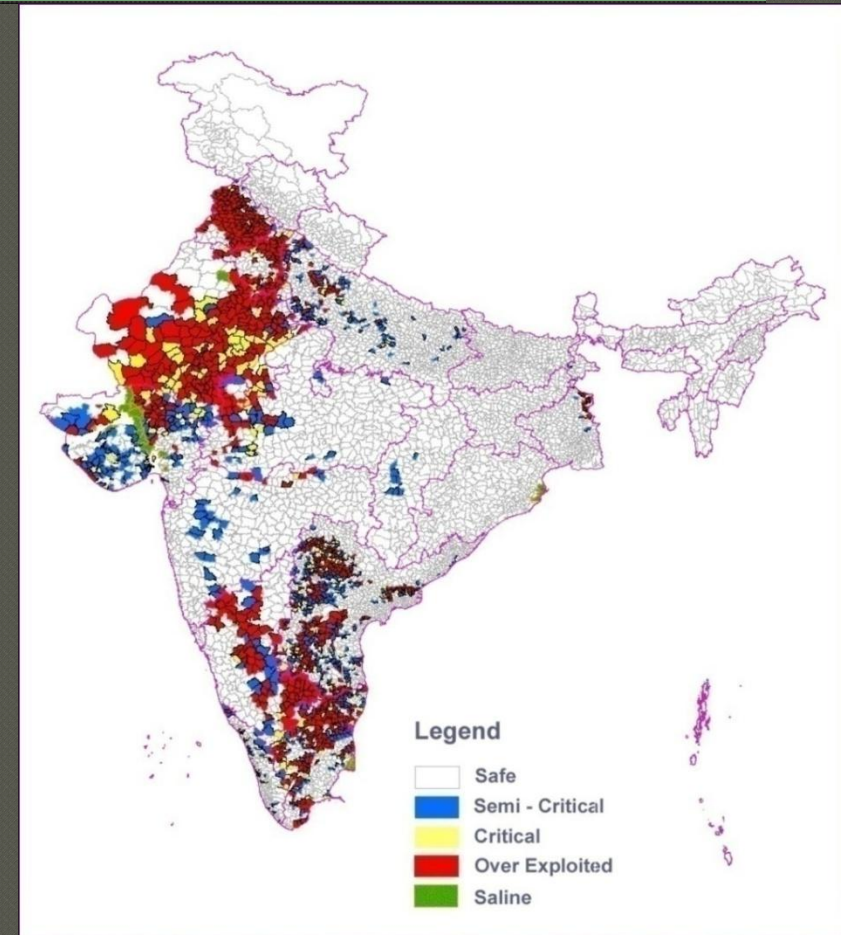 Legend
Safe
Semi - Critical
Critical
Over Exploited
Saline